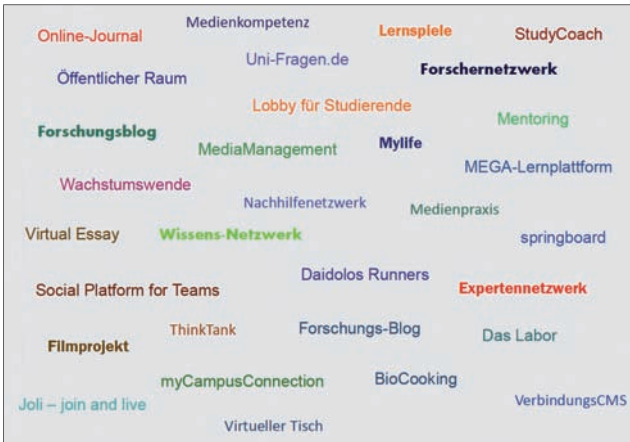 Medienkompetenz
Online-Journal
Lernspiele
StudyCoach
Uni-Fragen.de
Öffentlicher Raum
Forschernetzwerk
Lobby für Studierende
Mentoring
Forschungsblog
MediaManagement
Mylife
MEGA-Lernplattform
Wachstumswende
Nachhilfenetzwerk
Medienpraxis
Virtual Essay
Wissens-Netzwerk
springboard
Daidolos Runners
Social Platform for Teams
Expertennetzwerk
ThinkTank
Forschungs-Blog
Das Labor
Filmprojekt
myCampusConnection
BioCooking
Joli – join and live
VerbindungsCMS
Virtueller Tisch